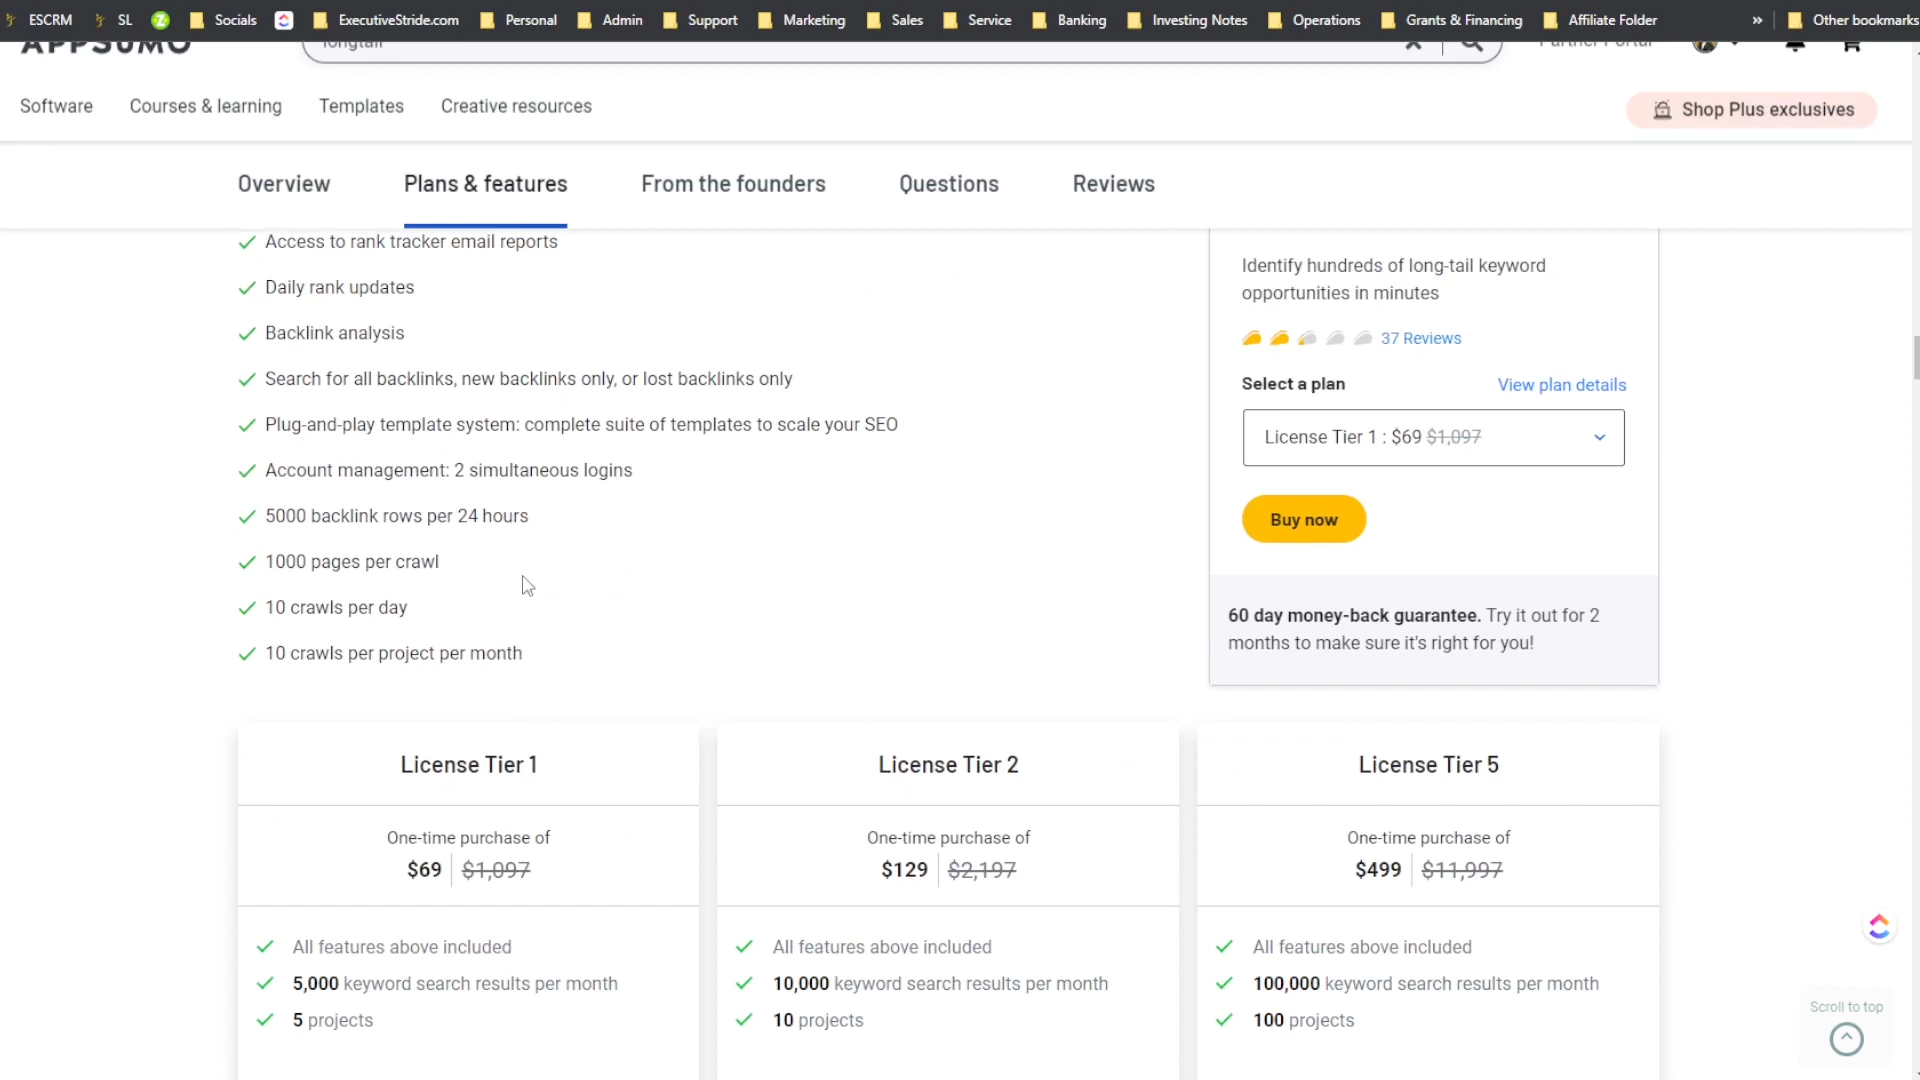 ESCRM SL Socials ExecutiveStride.com Personal Admin Support Marketing Sales Service Banking Investing Notes Operations Grants & Financing Affiliate Folder » Other bookmarks
APPSUMO longtail Partner Portal
Software Courses & learning Templates Creative resources
Shop Plus exclusives
Overview Plans & features From the founders Questions Reviews
Access to rank tracker email reports
Daily rank updates
Backlink analysis
Search for all backlinks, new backlinks only, or lost backlinks only
Plug-and-play template system: complete suite of templates to scale your SEO
Account management: 2 simultaneous logins
5000 backlink rows per 24 hours
1000 pages per crawl
10 crawls per day
10 crawls per project per month
Identify hundreds of long-tail keyword
opportunities in minutes
37 Reviews
Select a plan View plan details
License Tier 1 : $69 $1,097
Buy now
60 day money-back guarantee. Try it out for 2
months to make sure it's right for you!
License Tier 1
One-time purchase of
$69 $1,097
All features above included
5,000 keyword search results per month
5 projects
License Tier 2
One-time purchase of
$129 $2,197
All features above included
10,000 keyword search results per month
10 projects
License Tier 5
One-time purchase of
$499 $11,997
All features above included
100,000 keyword search results per month
100 projects
Scroll to top